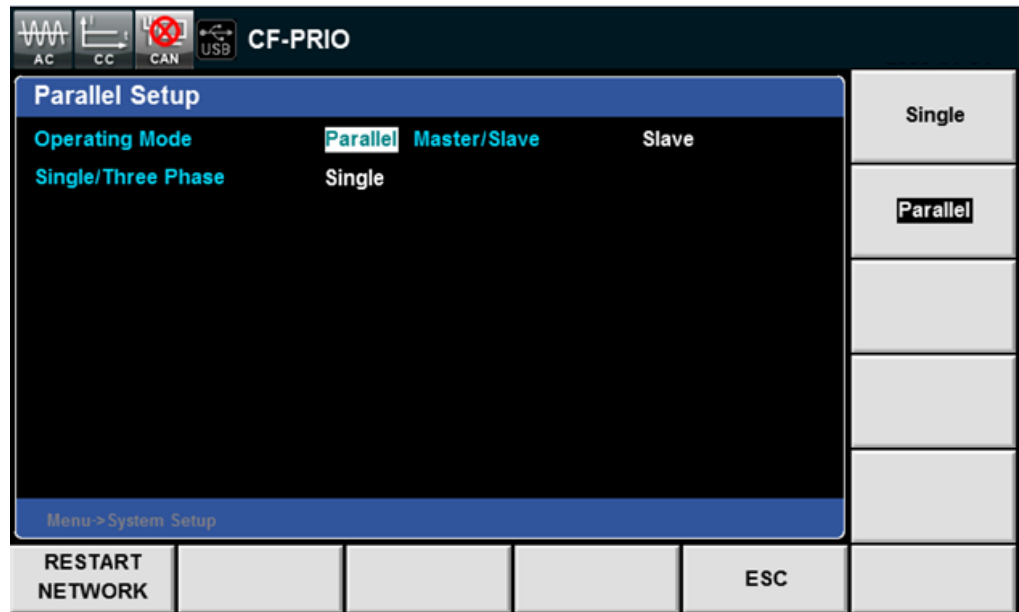 AC CC CAN USB CF-PRIO
Parallel Setup
Operating Mode Parallel Master/Slave Slave
Single/Three Phase Single
Menu->System Setup
Single
Parallel
RESTART
NETWORK
ESC